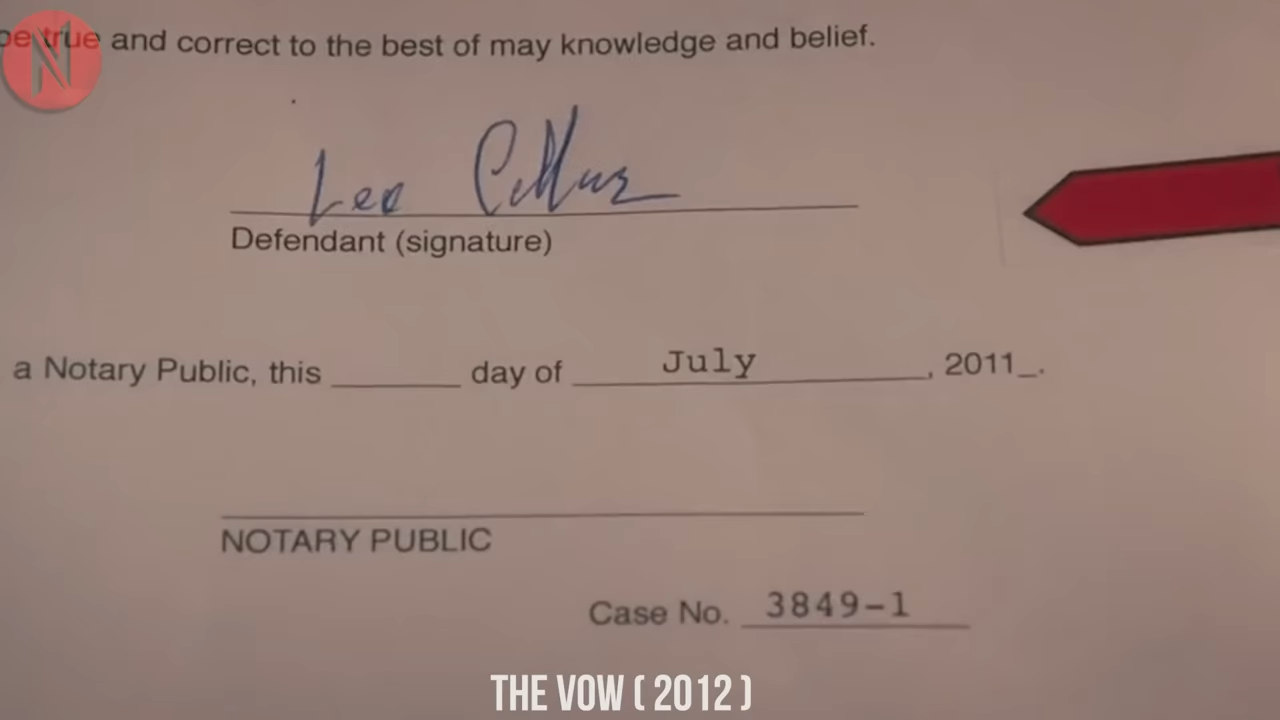 be true and correct to the best of may knowledge and belief.
Leo Collins
Defendant (signature)
a Notary Public, this ______ day of July, 2011_.
NOTARY PUBLIC
Case No. 3849-1
THE VOW ( 2012 )